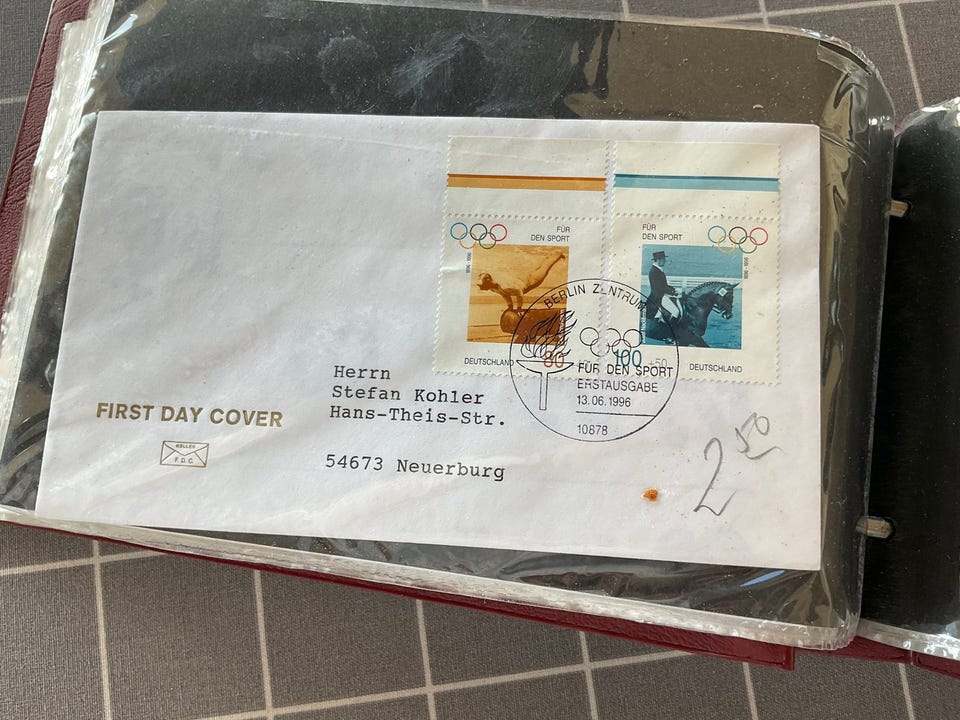 FÜR
DEN SPORT
DEUTSCHLAND
80
FÜR
DEN SPORT
100
+50
DEUTSCHLAND
BERLIN ZENTRUM
FÜR DEN SPORT
ERSTAUSGABE
13.06.1996
10878
Herrn
Stefan Kohler
Hans-Theis-Str.
54673 Neuerburg
FIRST DAY COVER
KELLER
F.D.C.
2 50